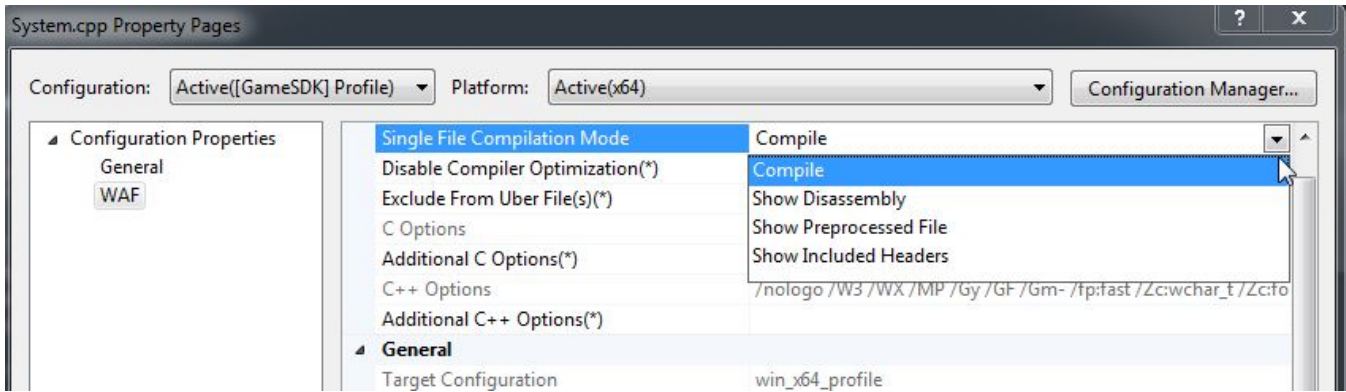 System.cpp Property Pages
? x
Configuration: Active([GameSDK] Profile) Platform: Active(x64) Configuration Manager...
Configuration Properties
General
WAF
Single File Compilation Mode Compile
Disable Compiler Optimization(*) Compile
Exclude From Uber File(s)(*) Show Disassembly
C Options Show Preprocessed File
Additional C Options(*) Show Included Headers
C++ Options /nologo /W3 /WX /MP /Gy /GF /Gm- /fp:fast /Zc:wchar_t /Zc:fo
Additional C++ Options(*)
General
Target Configuration win_x64_profile